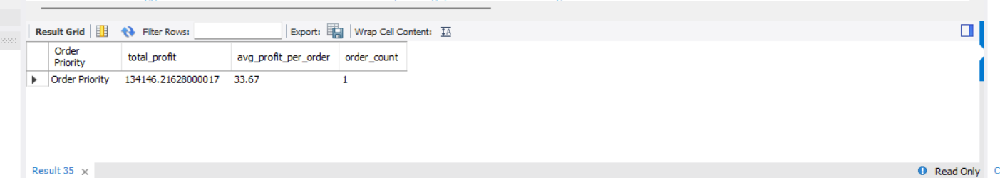 Result Grid Filter Rows: Export: Wrap Cell Content: IA
Order Priority total_profit avg_profit_per_order order_count
Order Priority 134146.21628000017 33.67 1
Result 35 × Read Only C